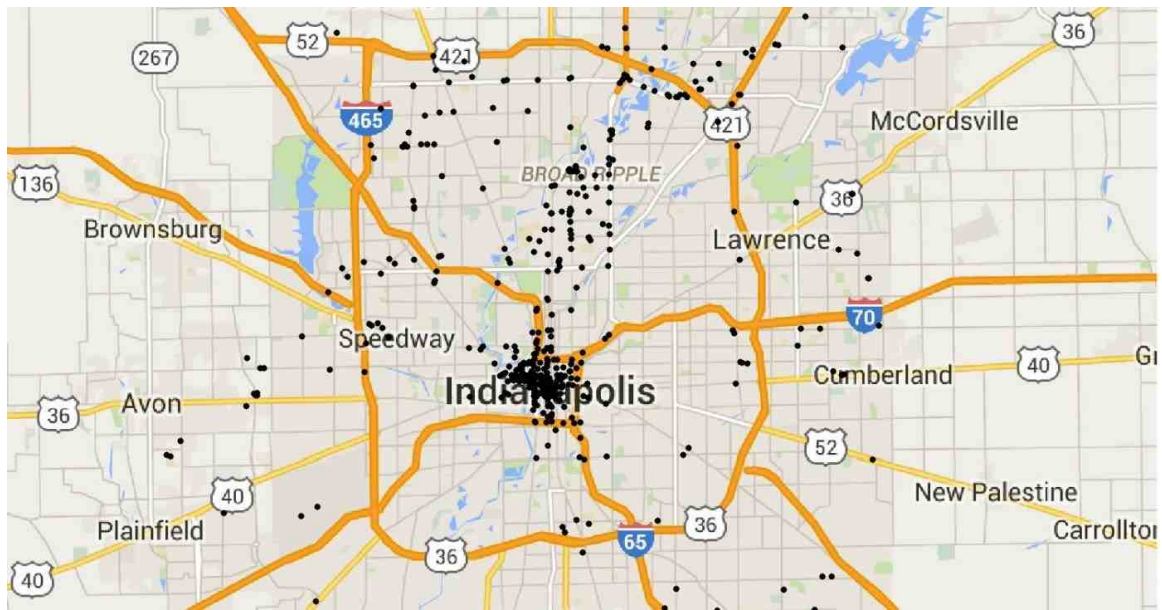 52
421
36
267
465
421
McCordsville
136
BROAD RIPPLE
36
Brownsburg
Lawrence
70
Speedway
40
Cumberland
Indianapolis
36
Avon
52
40
New Palestine
Plainfield
36
Carrollton
65
36
40